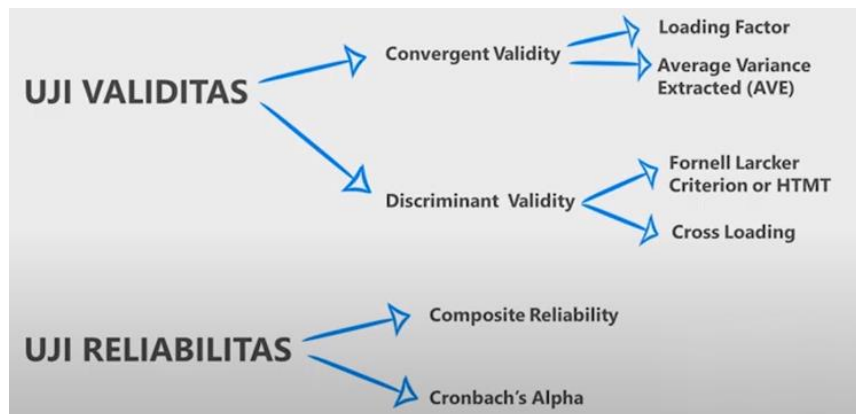 UJI VALIDITAS
Convergent Validity
Loading Factor
Average Variance
Extracted (AVE)
Discriminant Validity
Fornell Larcker
Criterion or HTMT
Cross Loading
UJI RELIABILITAS
Composite Reliability
Cronbach's Alpha